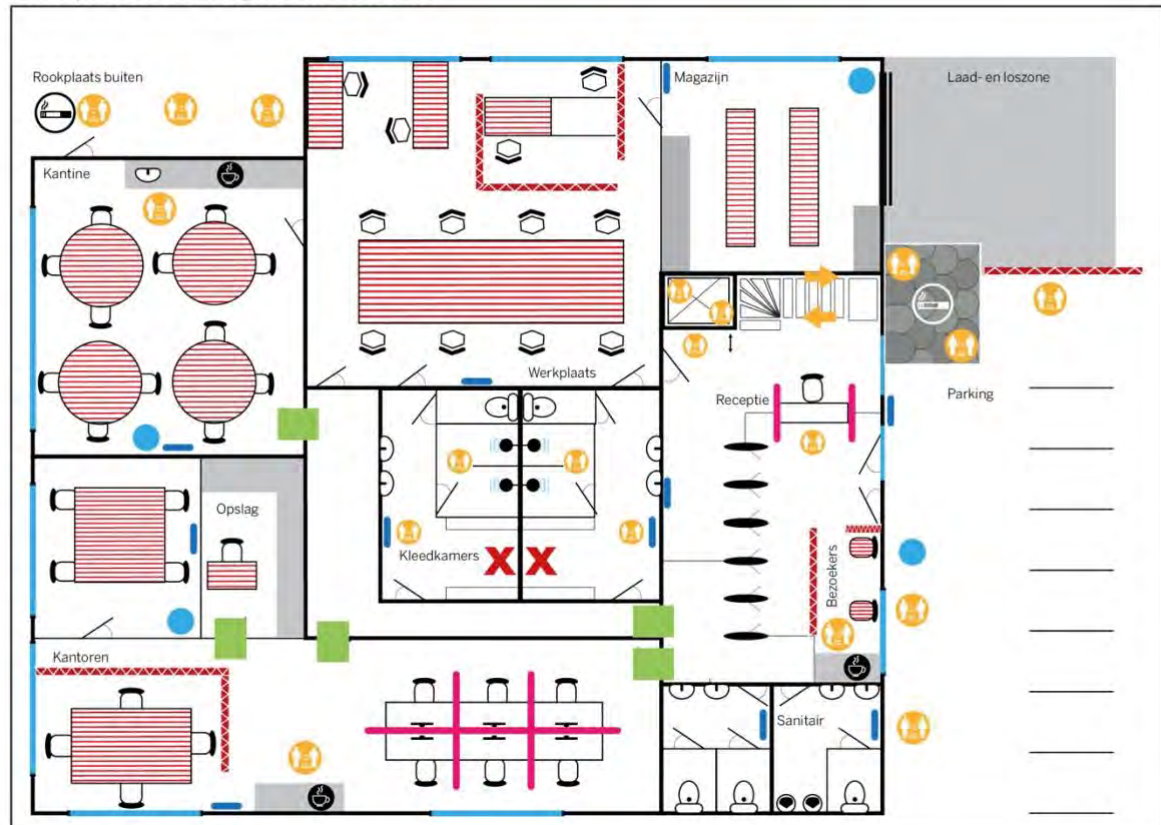 Rookplaats buiten
Magazijn
Laad- en loszone
Kantine
Werkplaats
Receptie
Parking
Opslag
Kleedkamers
Bezoekers
Kantoren
Sanitair